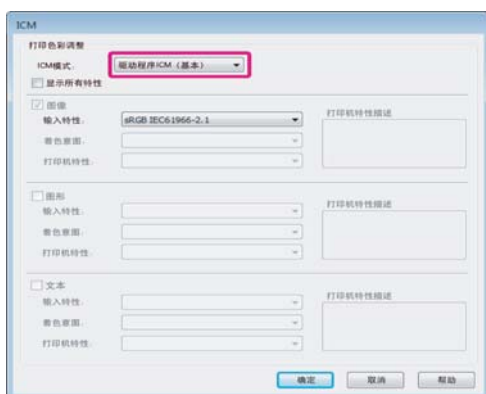 ICM
打印色彩调整
ICM模式: 驱动程序ICM（基本）
显示所有特性
图像
输入特性: sRGB IEC61966-2.1 打印机特性描述
着色意图:
打印机特性:
图形
输入特性: 打印机特性描述
着色意图:
打印机特性:
文本
输入特性: 打印机特性描述
着色意图:
打印机特性:
确定 取消 帮助